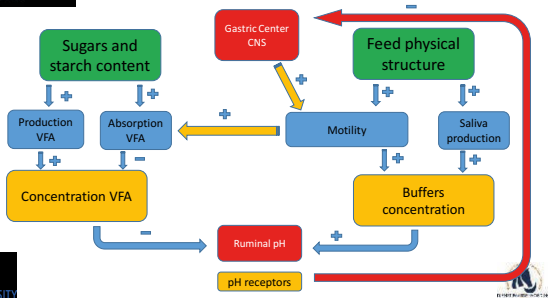 Gastric Center
CNS
Sugars and
starch content
Feed physical
structure
Production
VFA
Absorption
VFA
Motility
Saliva
production
Concentration VFA
Buffers
concentration
Ruminal pH
pH receptors
SITY